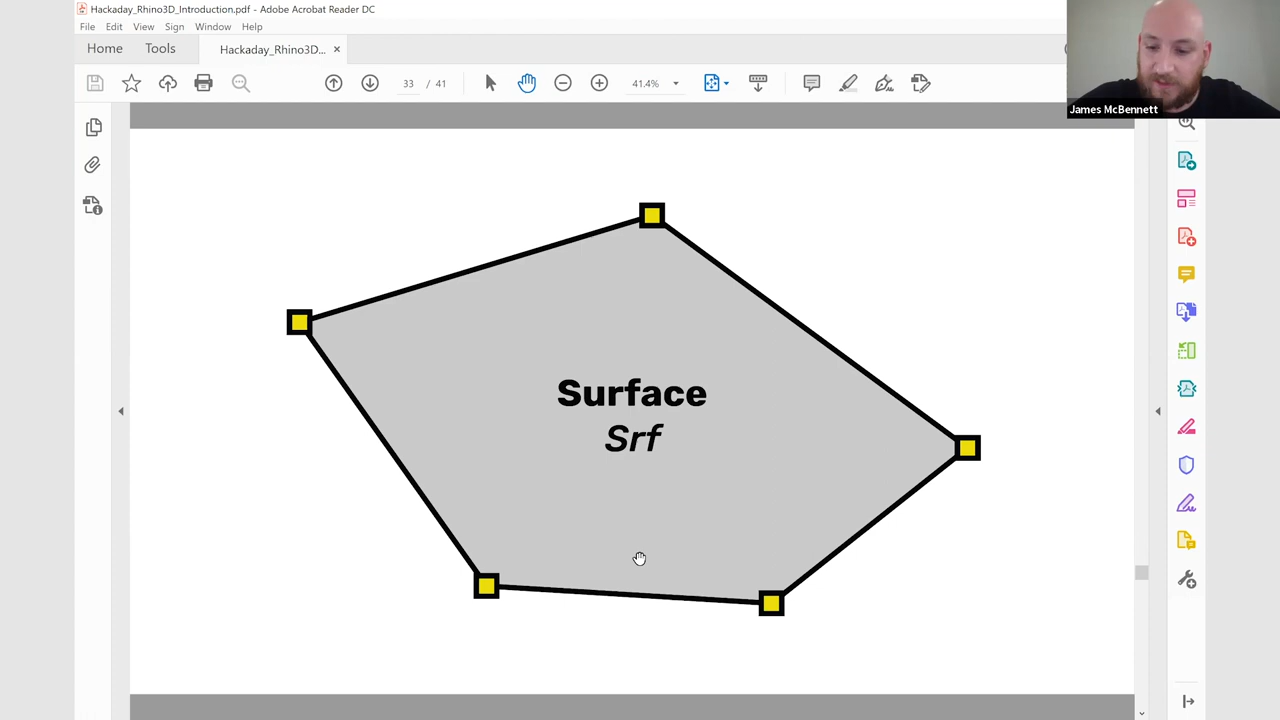 Hackaday_Rhino3D_Introduction.pdf - Adobe Acrobat Reader DC
File Edit View Sign Window Help
Home Tools Hackaday_Rhino3D... ×
33 / 41 41.4%
James McBennett
Surface
Srf